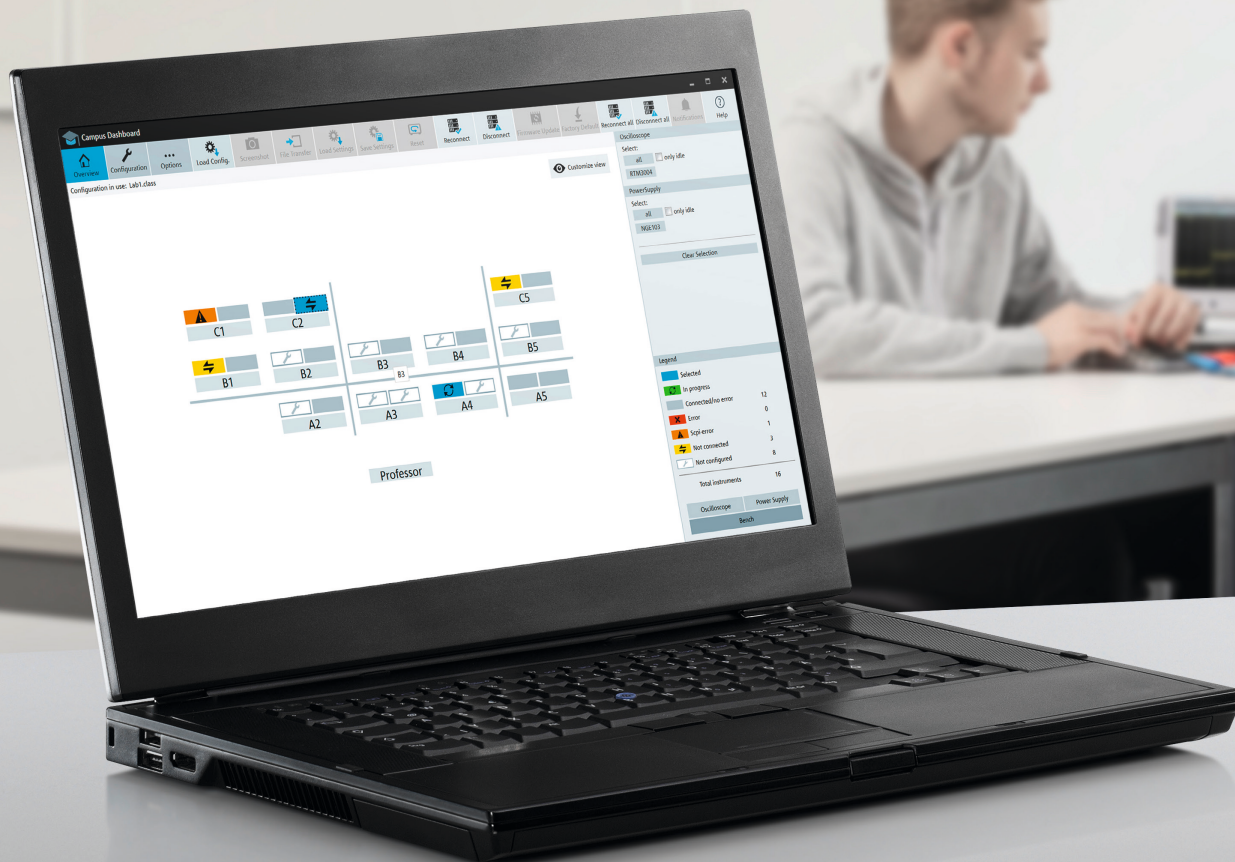 Campus Dashboard
Overview
Configuration
Options
Load Config.
Screenshot
File Transfer
Load Settings
Save Settings
Reset
Reconnect
Disconnect
Firmware Update
Factory Default
Reconnect all
Disconnect all
Notifications
Help
Configuration in use: Lab1.class
Customize view
Oscilloscope
Select:
all only idle
RTM3004
PowerSupply
Select:
all only idle
NGE103
Clear Selection
C1
C2
C5
B1
B2
B3
B3
B4
B5
A2
A3
A4
A5
Professor
Legend
Selected
In progress
Connected/no error 12
Error 0
Scpi-error 1
Not connected 3
Not configured 8
Total instruments 16
Oscilloscope Power Supply
Bench